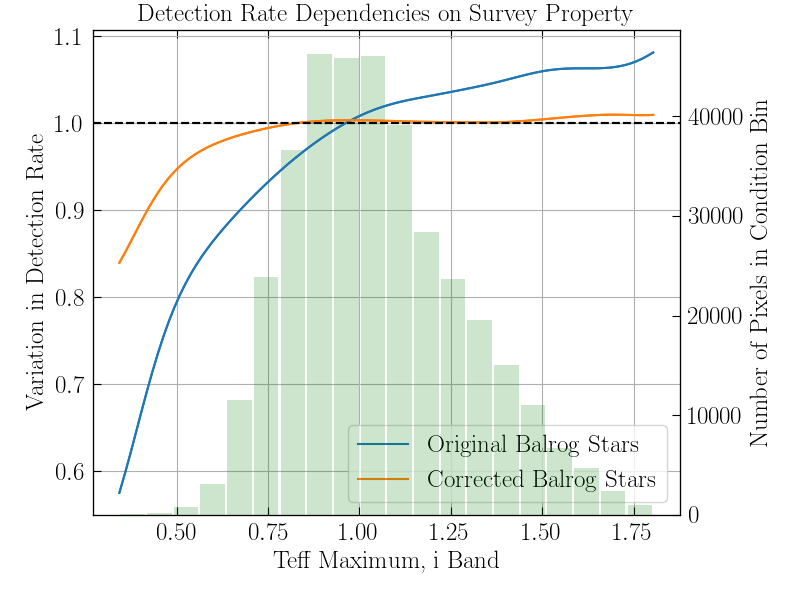 Detection Rate Dependencies on Survey Property
Variation in Detection Rate
1.1
1.0
0.9
0.8
0.7
0.6
40000
30000
20000
10000
0
Number of Pixels in Condition Bin
Original Balrog Stars
Corrected Balrog Stars
0.50 0.75 1.00 1.25 1.50 1.75
Teff Maximum, i Band